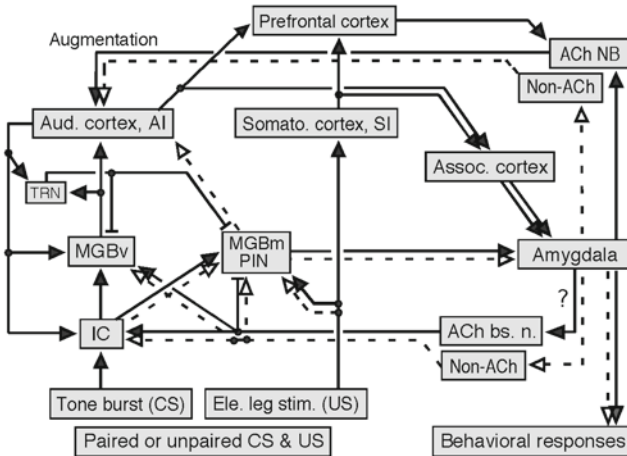 Prefrontal cortex
Augmentation
ACh NB
Non-ACh
Aud. cortex, AI
Somato. cortex, SI
Assoc. cortex
TRN
MGBv
MGBm
PIN
Amygdala
?
IC
ACh bs. n.
Non-ACh
Tone burst (CS)
Ele. leg stim. (US)
Paired or unpaired CS & US
Behavioral responses